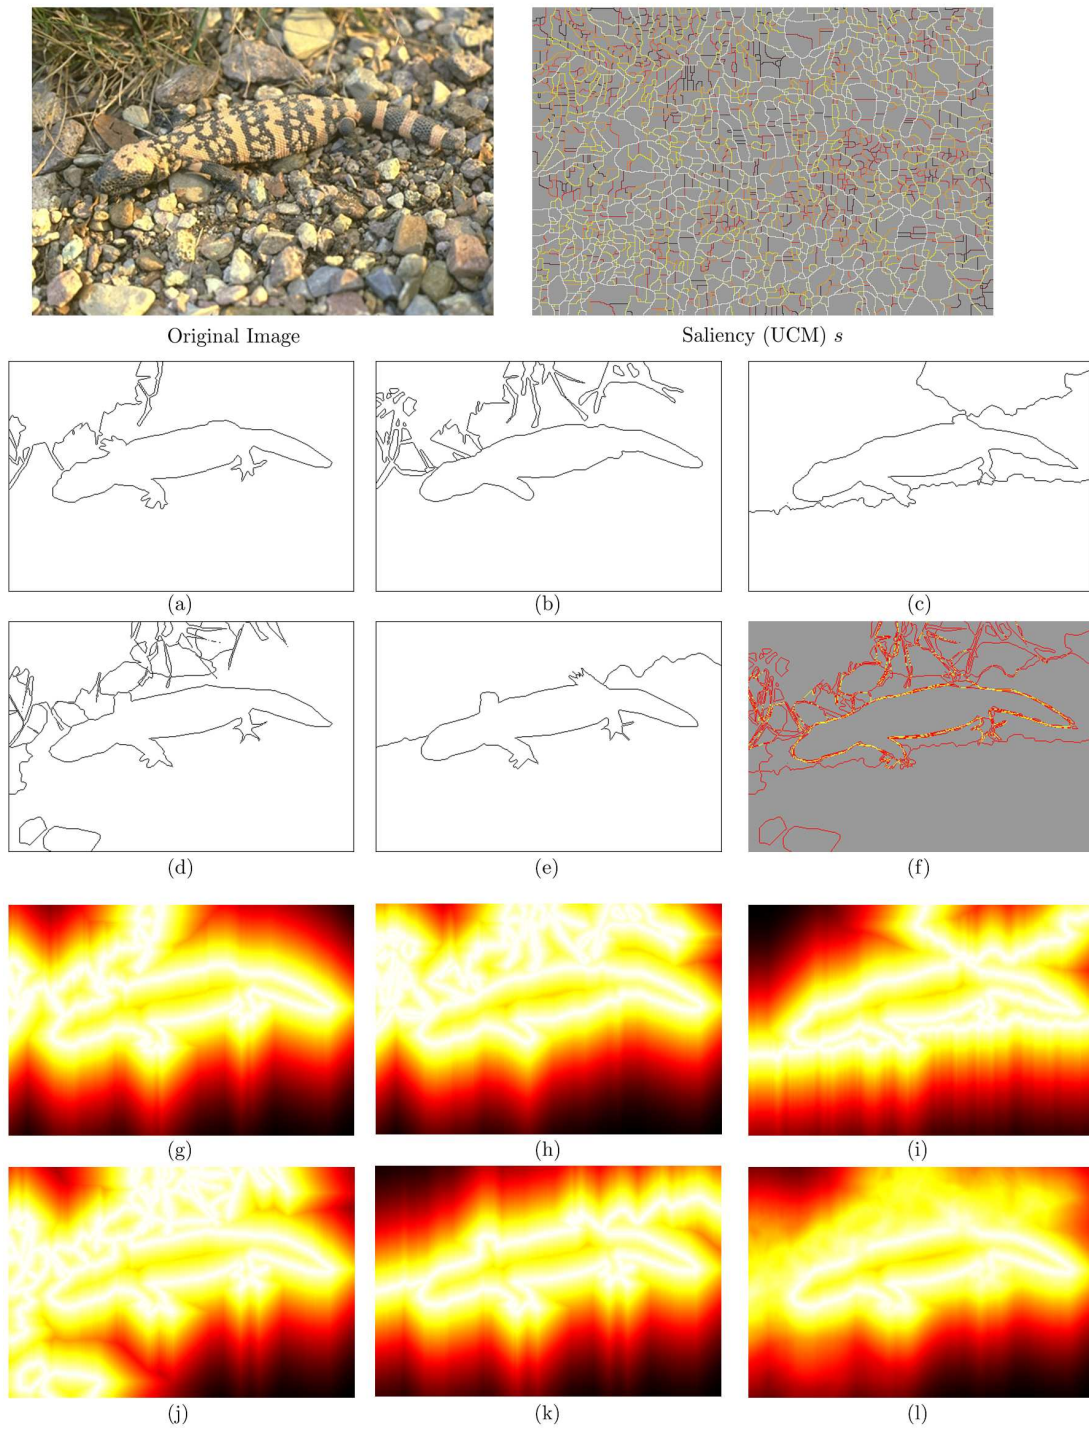 Original Image
Saliency (UCM) s
(a)
(b)
(c)
(d)
(e)
(f)
(g)
(h)
(i)
(j)
(k)
(l)